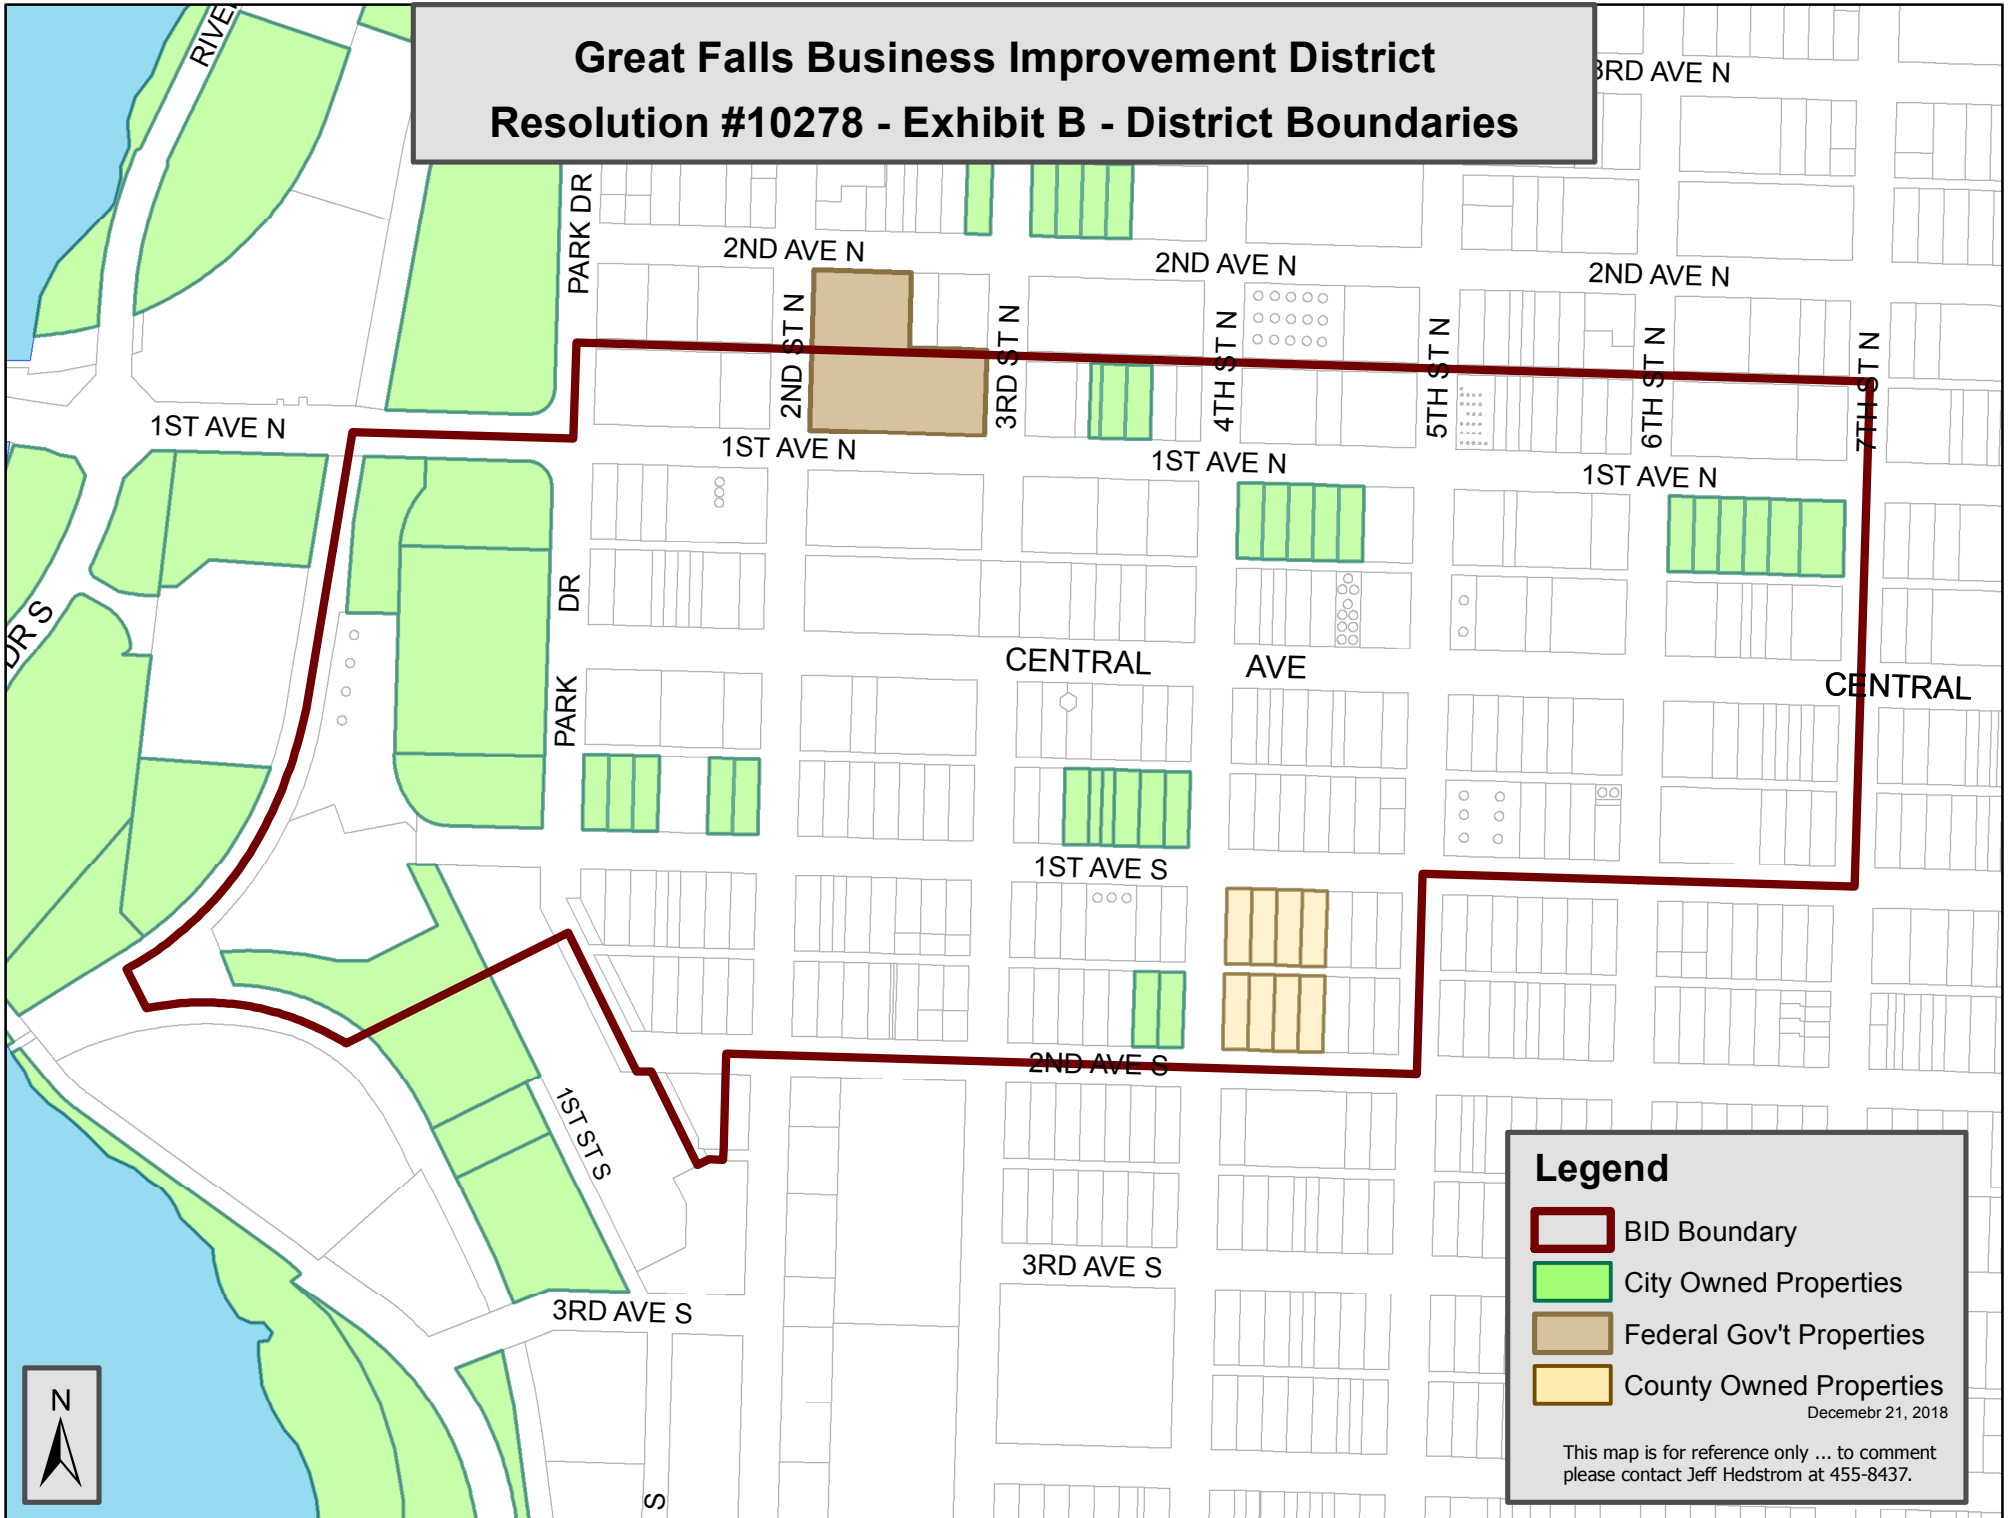 Great Falls Business Improvement District
Resolution #10278 - Exhibit B - District Boundaries
3RD AVE N
PARK DR
2ND AVE N
2ND AVE N
2ND AVE N
2ND ST N
3RD ST N
4TH ST N
5TH ST N
6TH ST N
7TH ST N
1ST AVE N
1ST AVE N
1ST AVE N
1ST AVE N
DR S
PARK DR
CENTRAL AVE
CENTRAL
1ST AVE S
2ND AVE S
1ST ST S
3RD AVE S
3RD AVE S
S
N
Legend
BID Boundary
City Owned Properties
Federal Gov't Properties
County Owned Properties
Decemebr 21, 2018
This map is for reference only ... to comment
please contact Jeff Hedstrom at 455-8437.